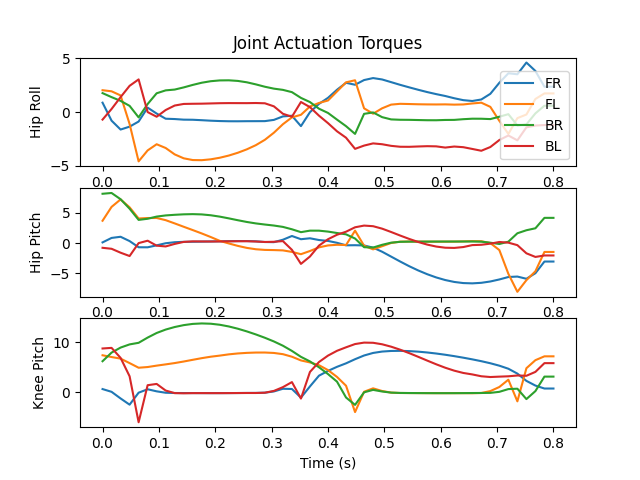 Joint Actuation Torques
Hip Roll
5
0
−5
FR
FL
BR
BL
0.0 0.1 0.2 0.3 0.4 0.5 0.6 0.7 0.8
Hip Pitch
5
0
−5
0.0 0.1 0.2 0.3 0.4 0.5 0.6 0.7 0.8
Knee Pitch
10
0
0.0 0.1 0.2 0.3 0.4 0.5 0.6 0.7 0.8
Time (s)